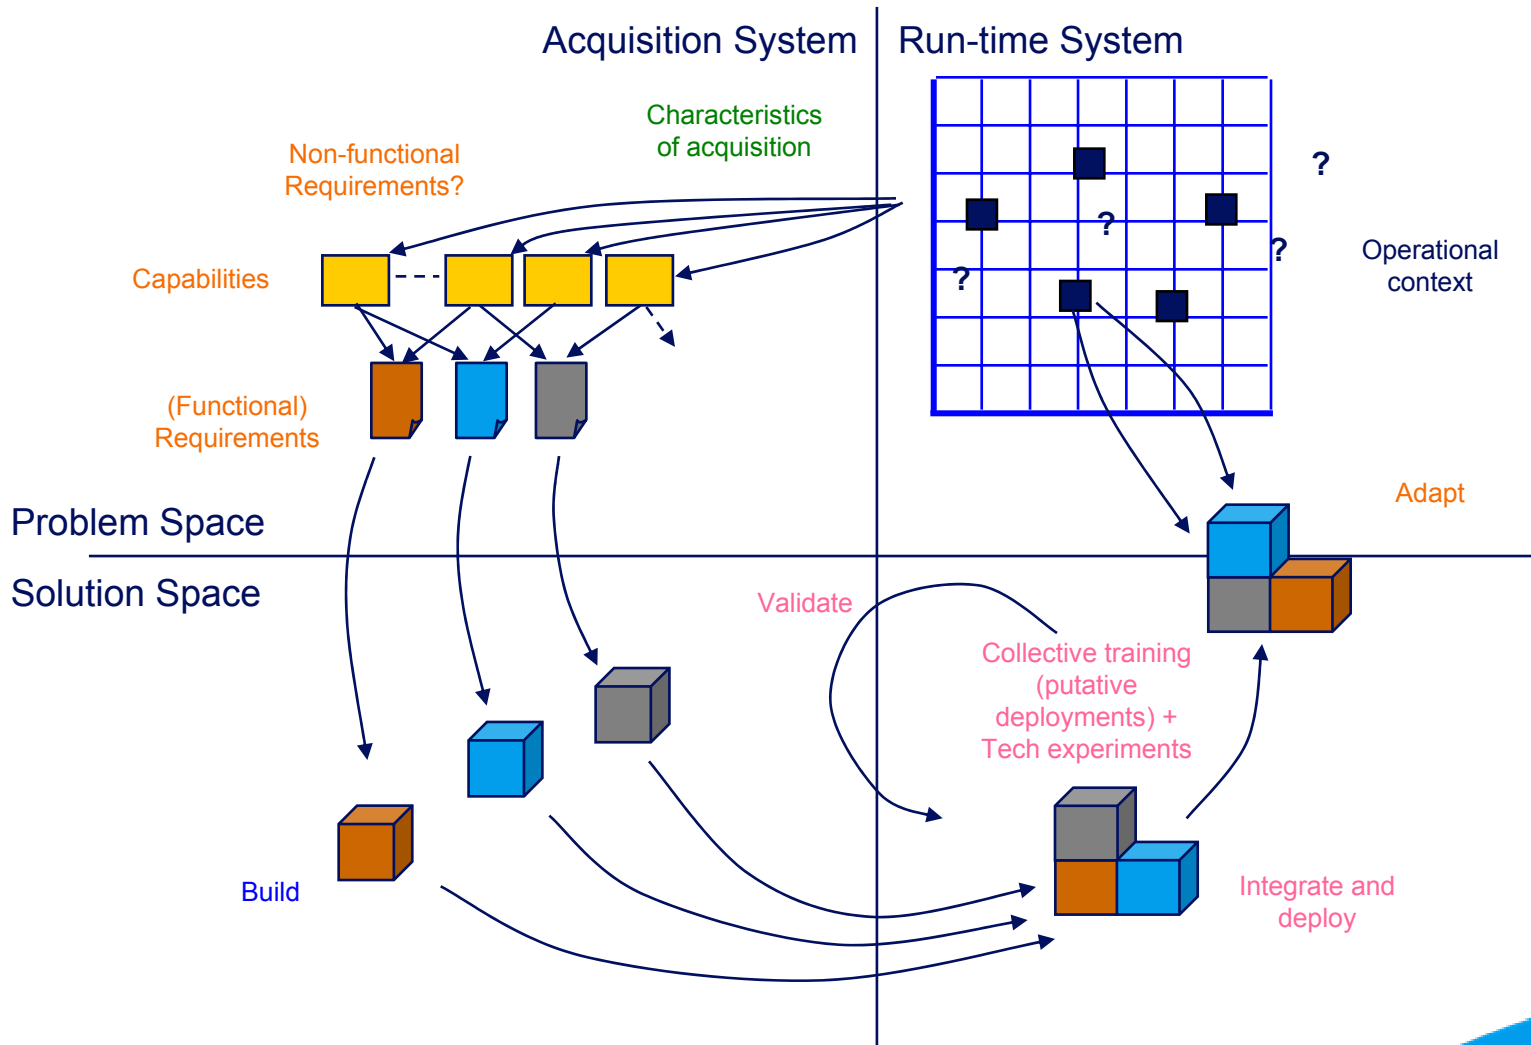 Acquisition System
Run-time System
Characteristics
of acquisition
Non-functional
Requirements?
?
?
?
?
Operational
context
Capabilities
(Functional)
Requirements
Adapt
Problem Space
Solution Space
Validate
Collective training
(putative
deployments) +
Tech experiments
Build
Integrate and
deploy